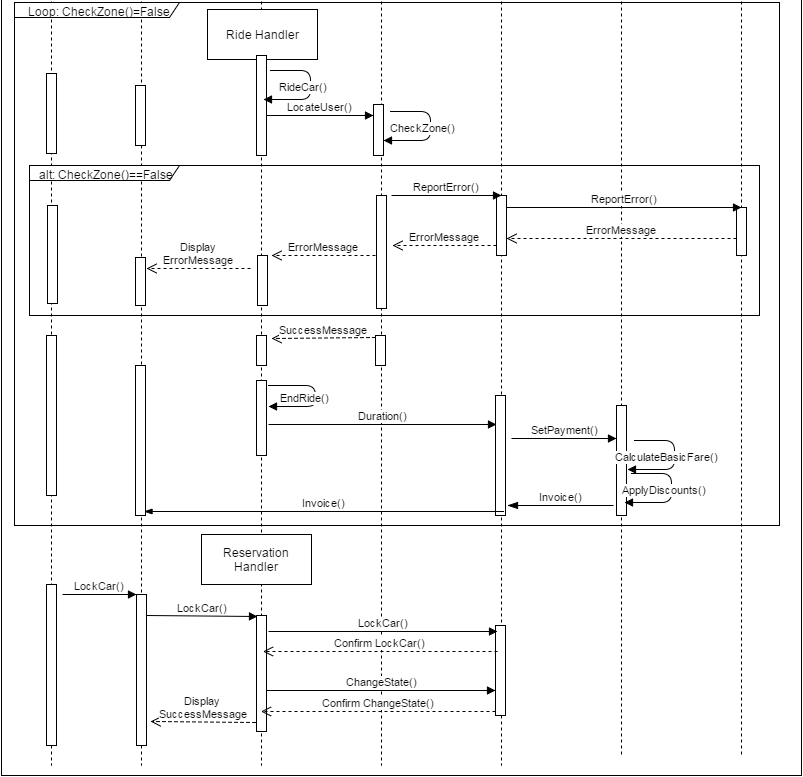 Loop: CheckZone()=False
Ride Handler
RideCar()
LocateUser()
CheckZone()
alt: CheckZone()==False
ReportError()
ReportError()
ErrorMessage
ErrorMessage
ErrorMessage
Display
ErrorMessage
SuccessMessage
EndRide()
Duration()
SetPayment()
CalculateBasicFare()
ApplyDiscounts()
Invoice()
Invoice()
Reservation
Handler
LockCar()
LockCar()
LockCar()
Confirm LockCar()
ChangeState()
Confirm ChangeState()
Display
SuccessMessage